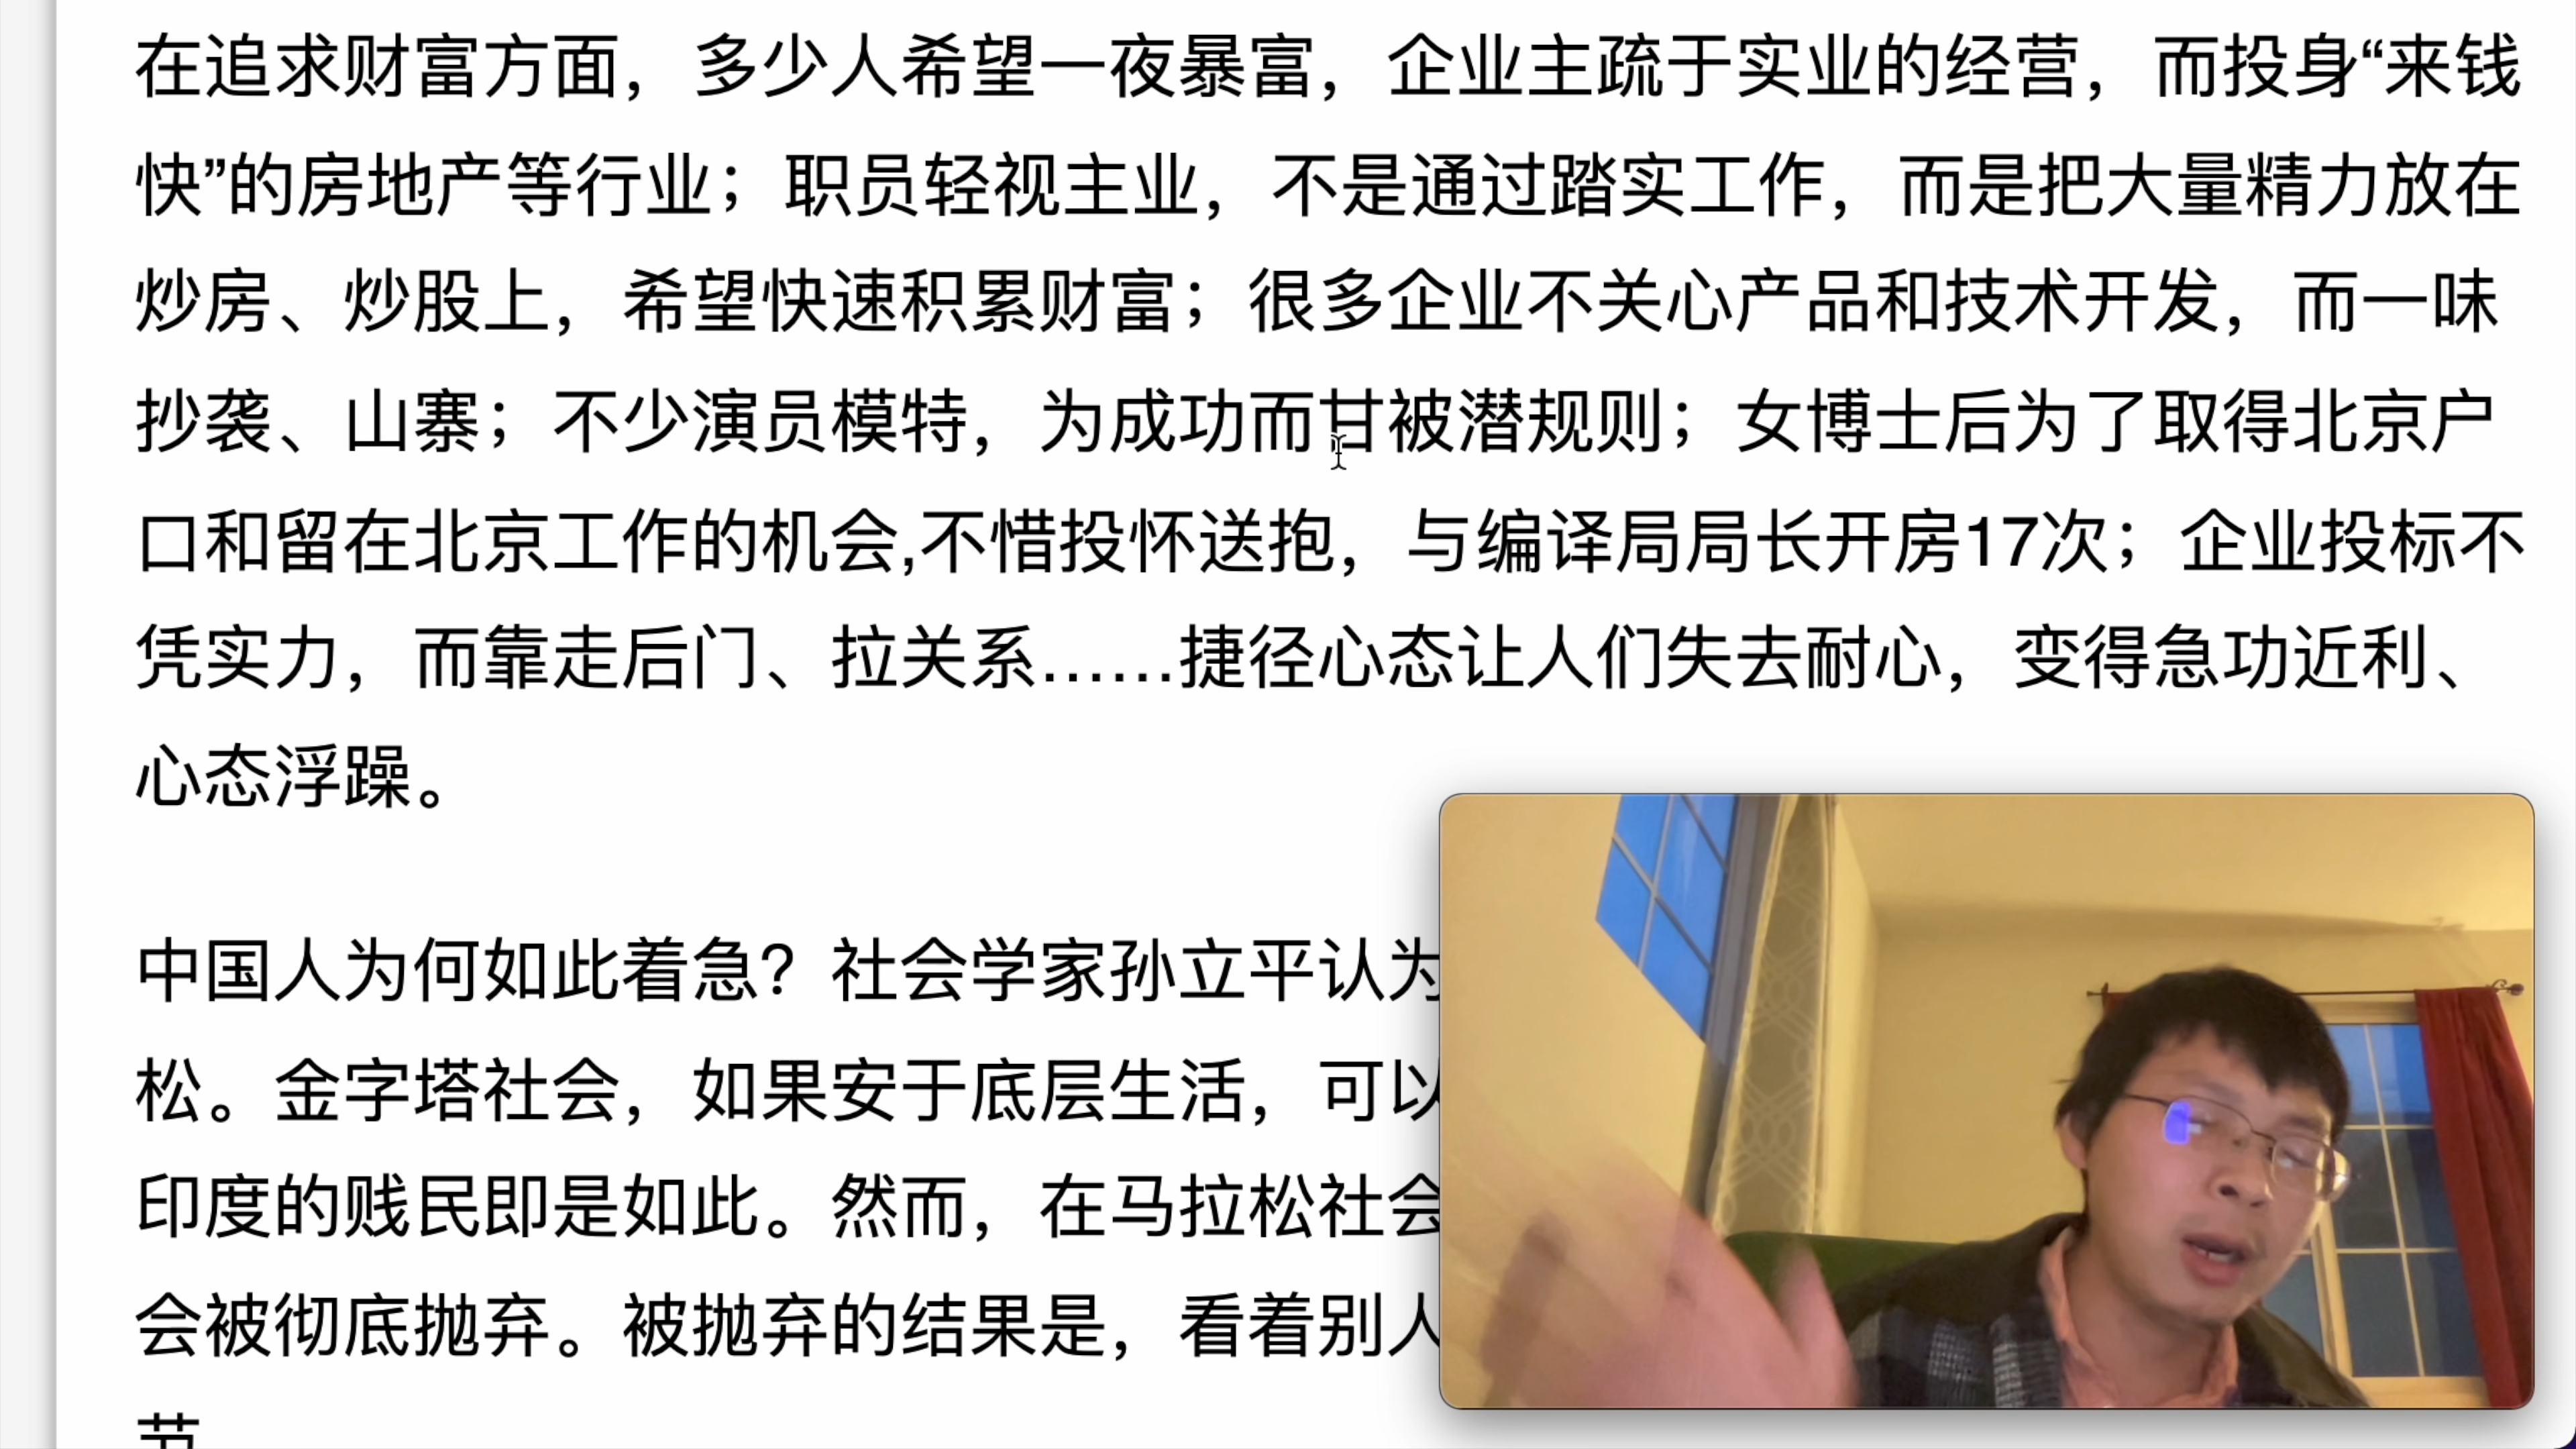 在追求财富方面，多少人希望一夜暴富，企业主疏于实业的经营，而投身“来钱
快”的房地产等行业；职员轻视主业，不是通过踏实工作，而是把大量精力放在
炒房、炒股上，希望快速积累财富；很多企业不关心产品和技术开发，而一味
抄袭、山寨；不少演员模特，为成功而甘被潜规则；女博士后为了取得北京户
口和留在北京工作的机会,不惜投怀送抱，与编译局局长开房17次；企业投标不
凭实力，而靠走后门、拉关系……捷径心态让人们失去耐心，变得急功近利、
心态浮躁。
中国人为何如此着急？社会学家孙立平认为
松。金字塔社会，如果安于底层生活，可以
印度的贱民即是如此。然而，在马拉松社会
会被彻底抛弃。被抛弃的结果是，看着别人